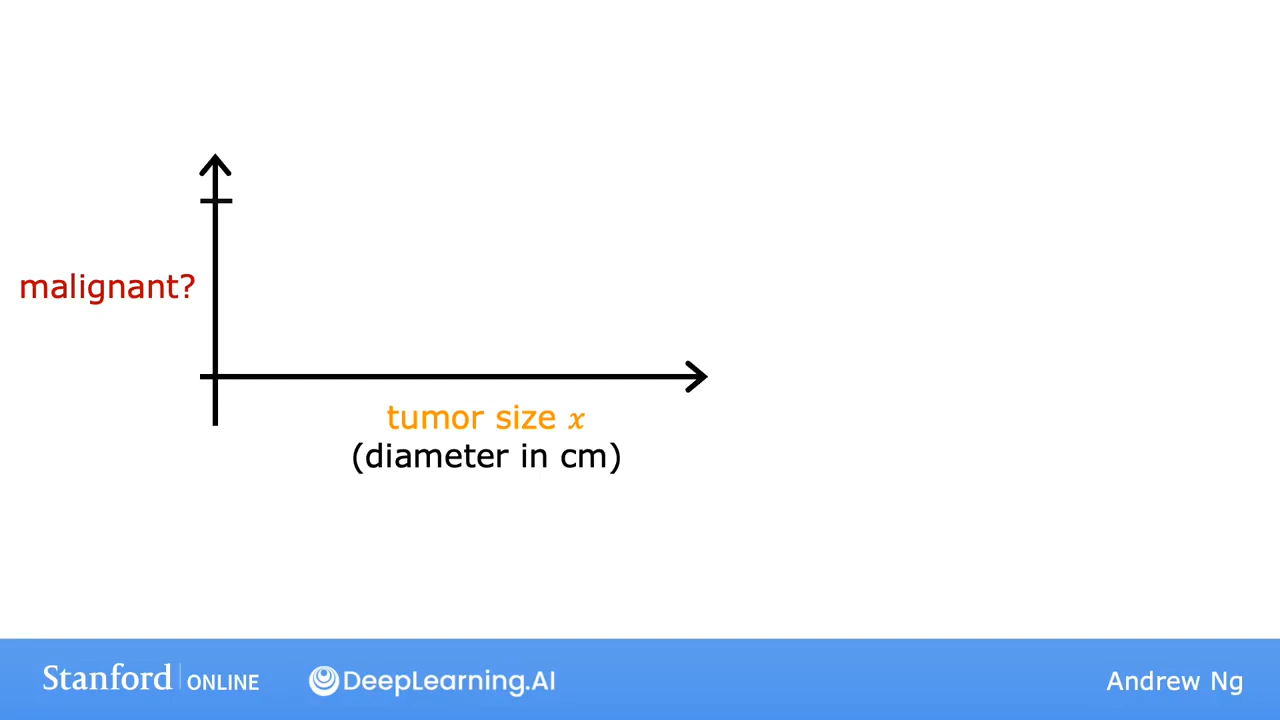 malignant?
tumor size x
(diameter in cm)
Stanford | ONLINE DeepLearning.AI Andrew Ng